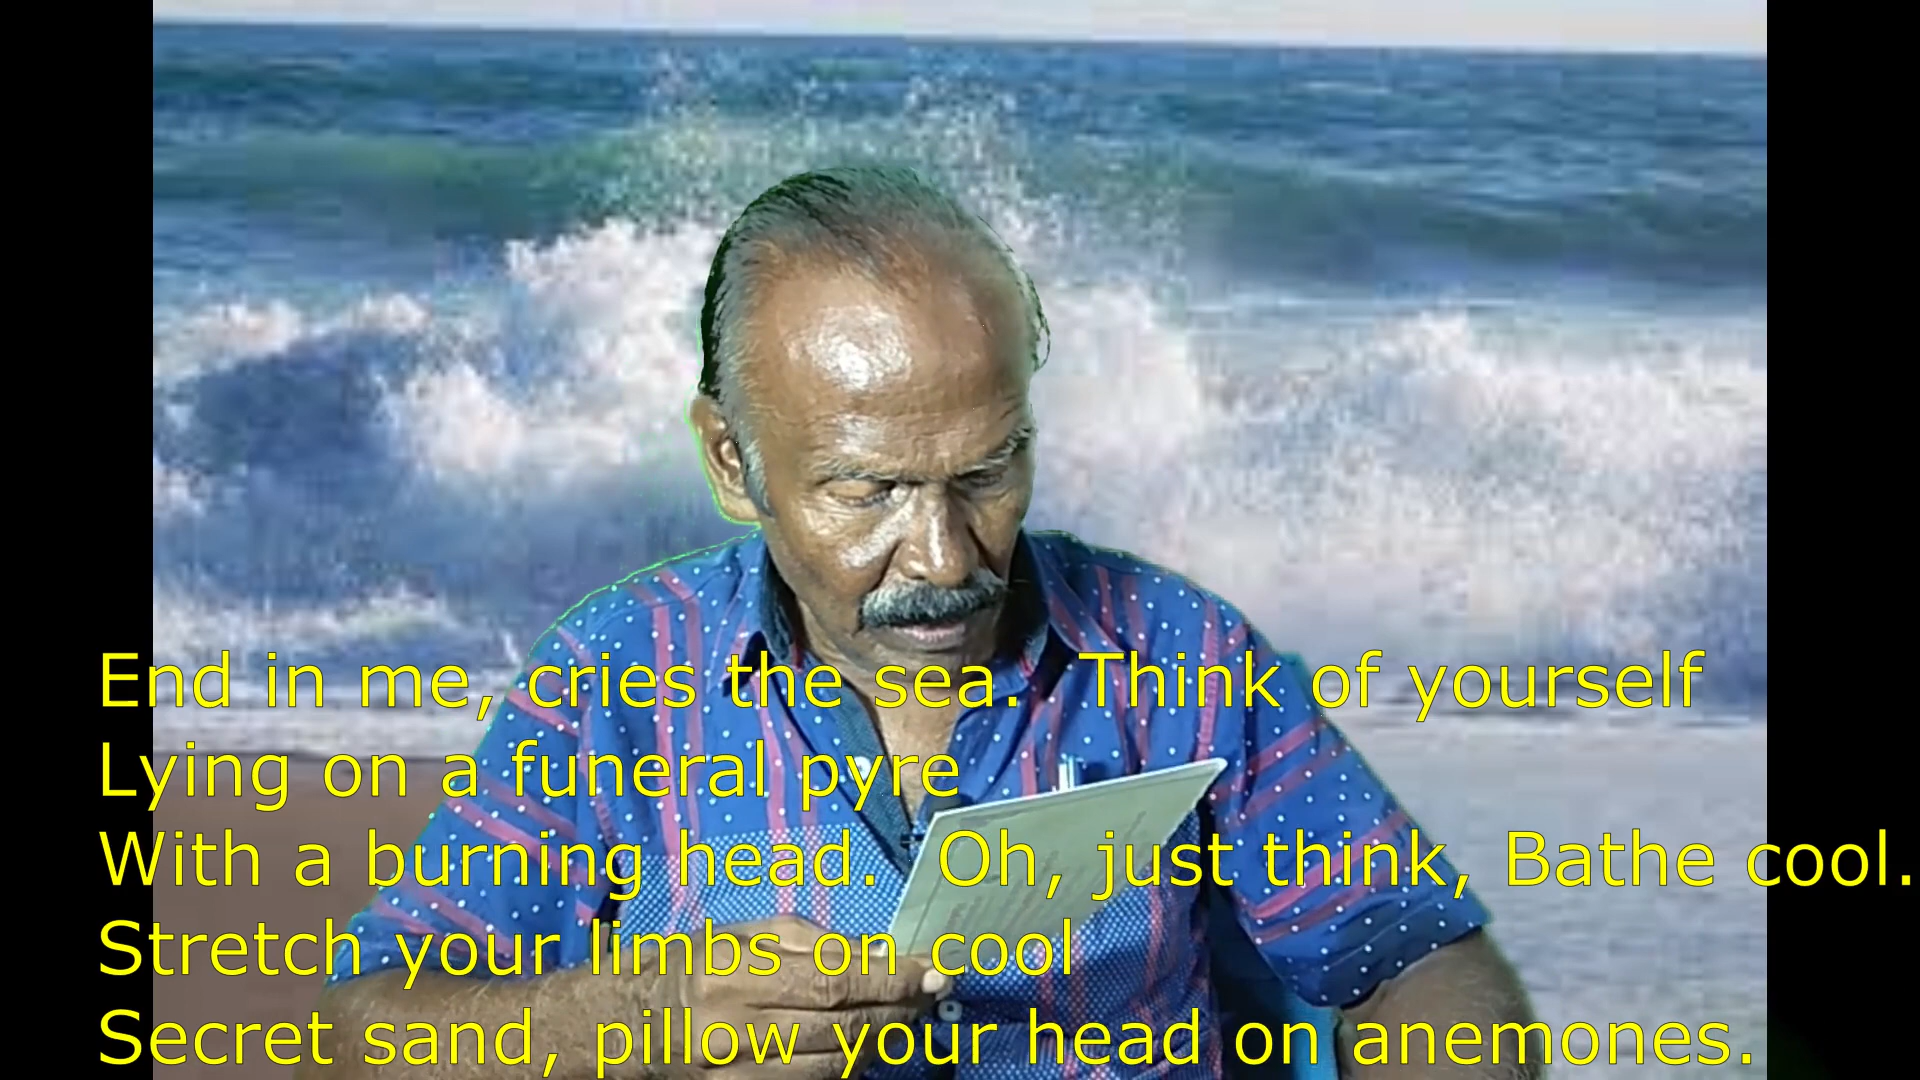 End in me, cries the sea.  Think of yourself
Lying on a funeral pyre
With a burning head.  Oh, just think, Bathe cool.
Stretch your limbs on cool
Secret sand, pillow your head on anemones.